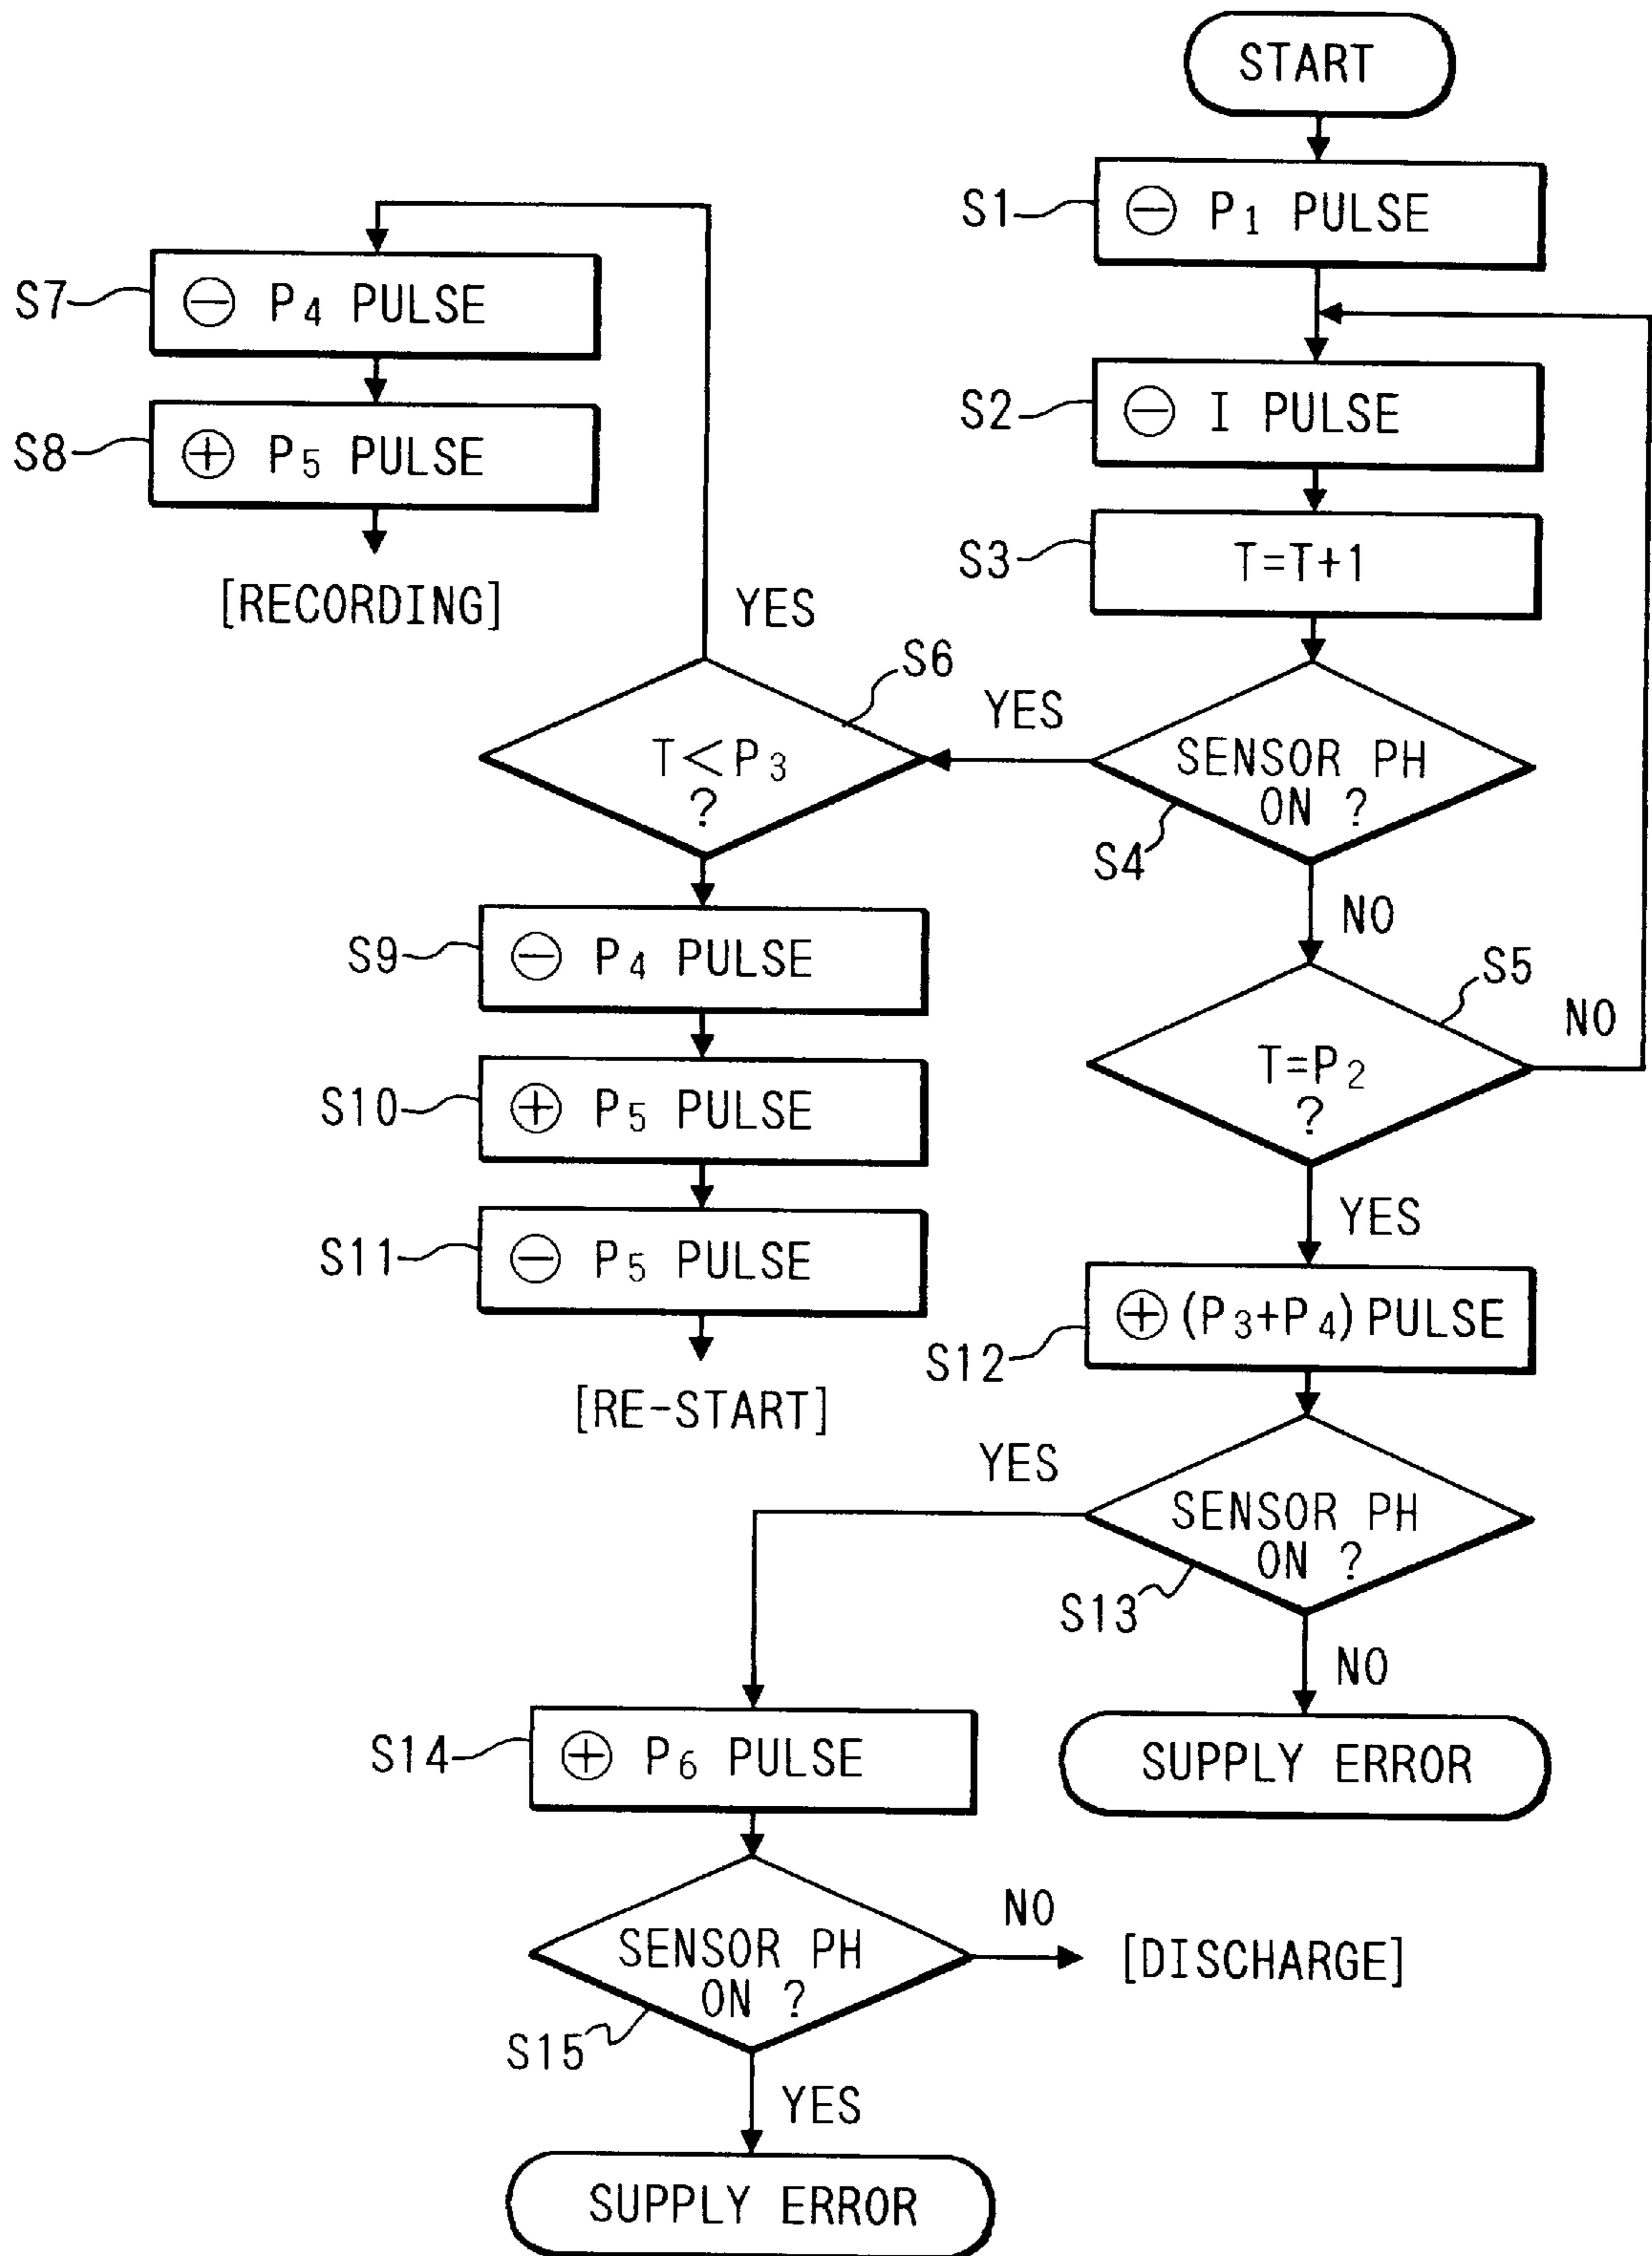 START
S1
⊖ P1 PULSE
S7
⊖ P4 PULSE
S2
⊖ I PULSE
S8
⊕ P5 PULSE
S3
T=T+1
[RECORDING]
YES
S6
YES
T<P3
?
SENSOR PH
ON ?
S4
NO
S9
⊖ P4 PULSE
S5
NO
T=P2
?
S10
⊕ P5 PULSE
YES
S11
⊖ P5 PULSE
⊕ (P3+P4) PULSE
S12
[RE-START]
YES
SENSOR PH
ON ?
S13
NO
S14
⊕ P6 PULSE
SUPPLY ERROR
NO
SENSOR PH
ON ?
[DISCHARGE]
S15
YES
SUPPLY ERROR